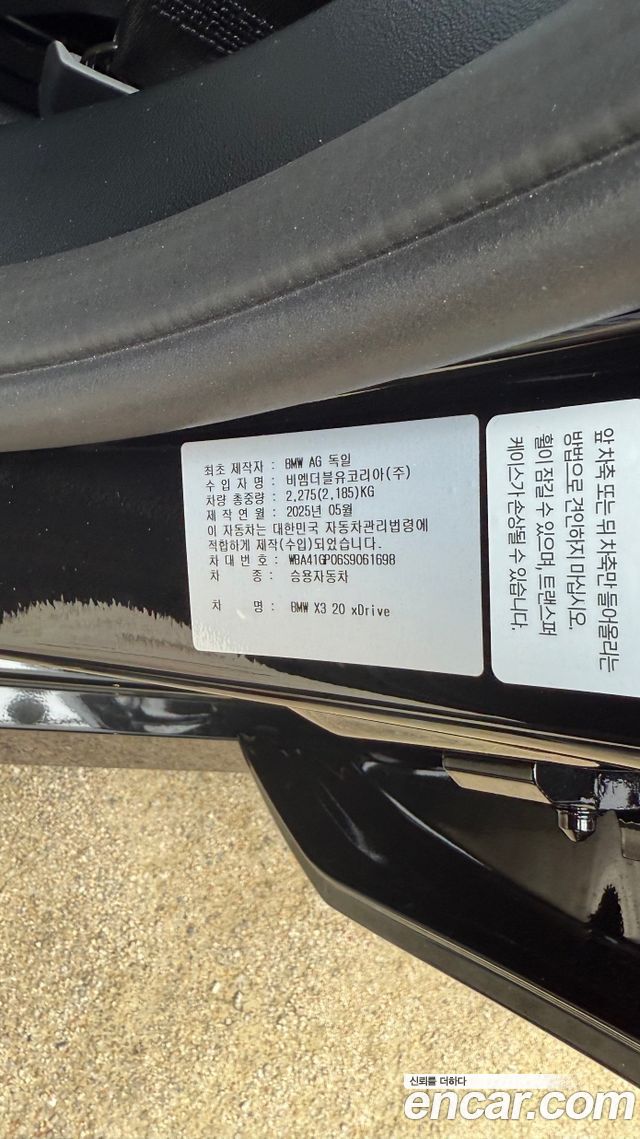 최초 제작자 : BMW AG 독일
수 입 자 명 : 비엠더블유코리아(주)
차량 총중량 : 2,275(2,185)KG
제 작 연 월 : 2025년 05월
이 자동차는 대한민국 자동차관리법령에
적합하게 제작(수입)되었습니다.
차 대 번 호 : WBA41GP06S9061698
차 종 : 승용자동차
차 명 : BMW X3 20 xDrive
앞 차축 또는 뒤 차축만 들어올리는
방법으로 견인하지 마십시오.
휠이 잠길 수 있으며, 트랜스퍼
케이스가 손상될 수 있습니다.
신뢰를 더하다
encar.com